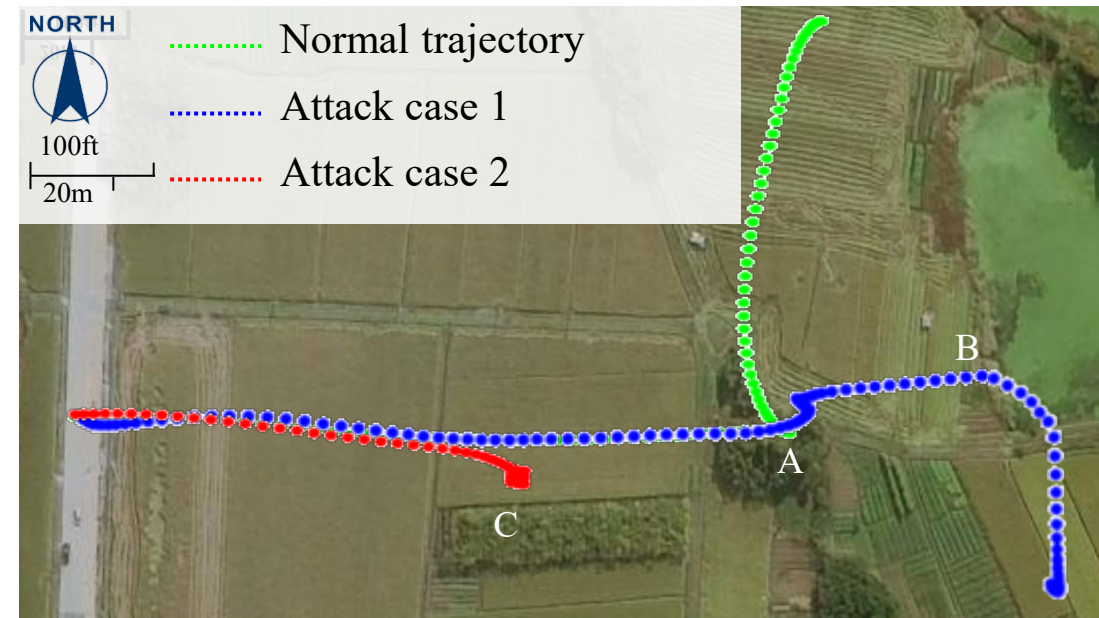 NORTH
Normal trajectory
Attack case 1
100ft
Attack case 2
20m
B
A
C